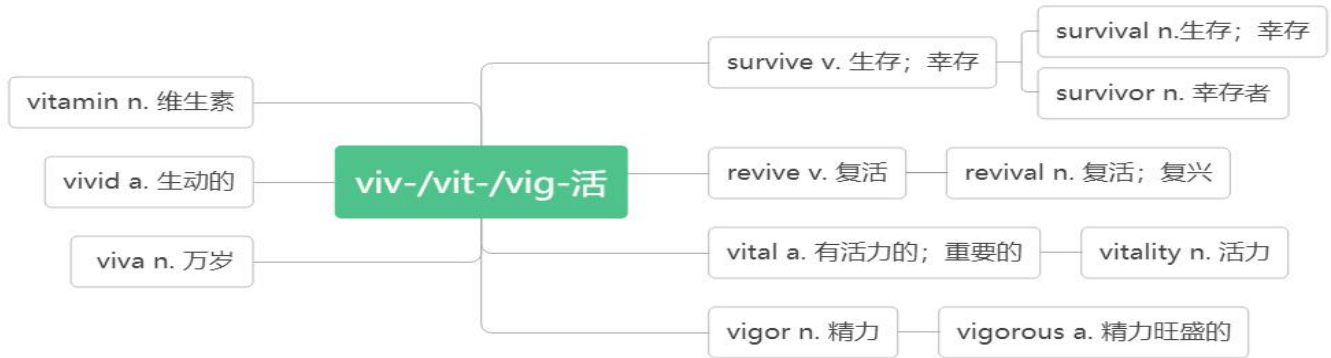 viv-/vit-/vig-活
vitamin n. 维生素
vivid a. 生动的
viva n. 万岁
survive v. 生存；幸存
survival n.生存；幸存
survivor n. 幸存者
revive v. 复活
revival n. 复活；复兴
vital a. 有活力的；重要的
vitality n. 活力
vigor n. 精力
vigorous a. 精力旺盛的